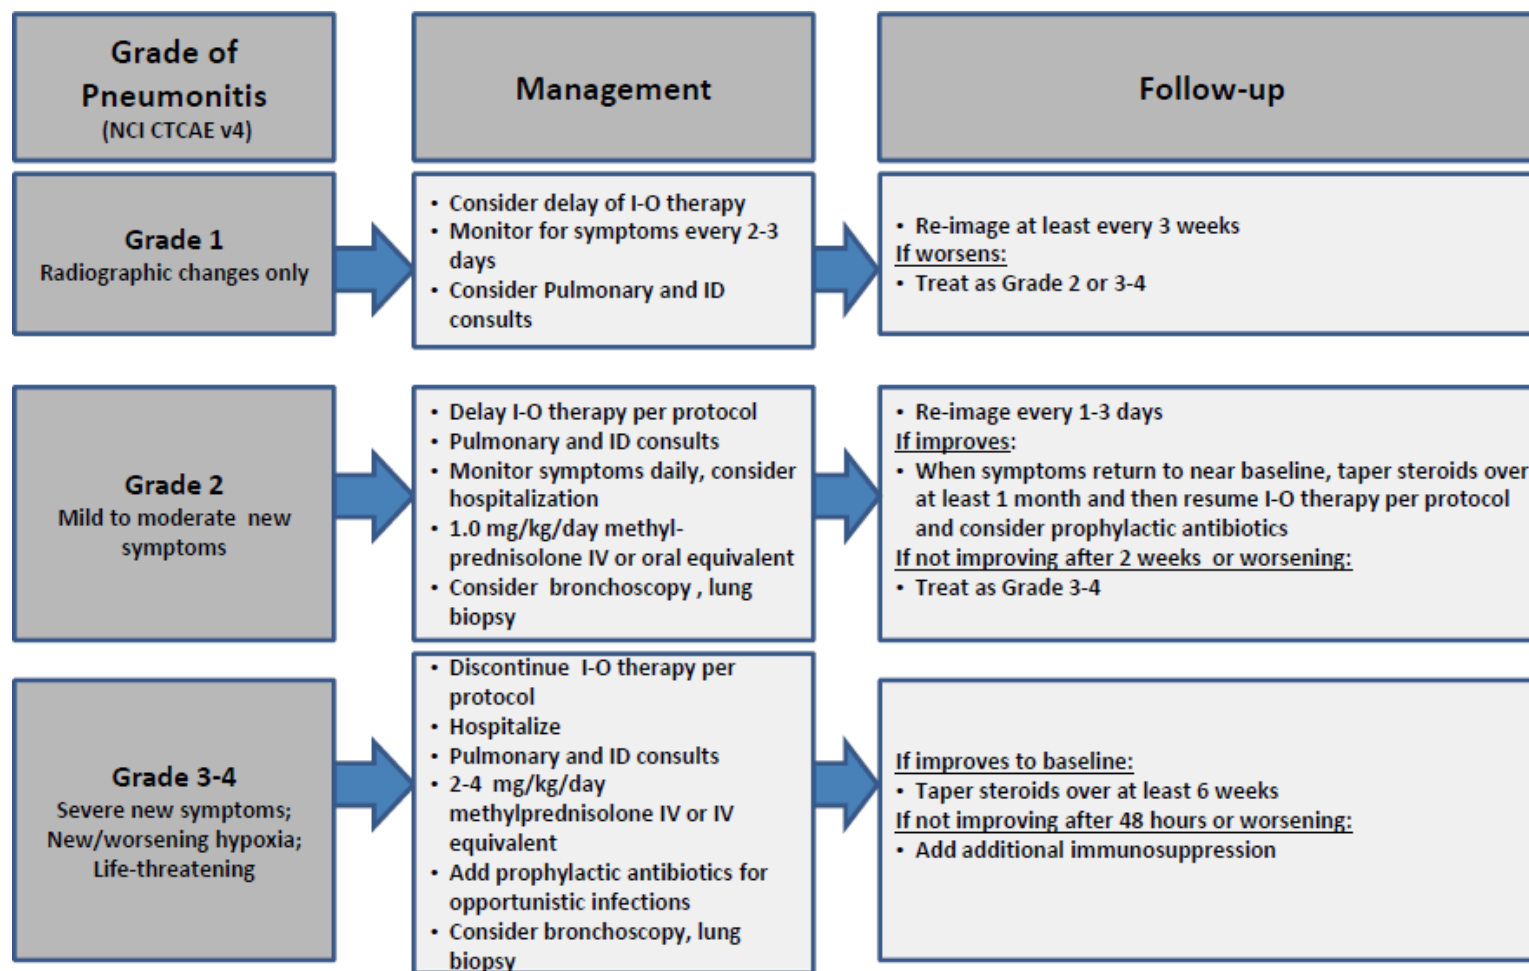 Grade of
Pneumonitis
(NCI CTCAE v4)
Management
Follow-up
Grade 1
Radiographic changes only
• Consider delay of I-O therapy
• Monitor for symptoms every 2-3
days
• Consider Pulmonary and ID
consults
• Re-image at least every 3 weeks
If worsens:
• Treat as Grade 2 or 3-4
Grade 2
Mild to moderate new
symptoms
• Delay I-O therapy per protocol
• Pulmonary and ID consults
• Monitor symptoms daily, consider
hospitalization
• 1.0 mg/kg/day methyl-
prednisolone IV or oral equivalent
• Consider bronchoscopy , lung
biopsy
• Re-image every 1-3 days
If improves:
• When symptoms return to near baseline, taper steroids over
at least 1 month and then resume I-O therapy per protocol
and consider prophylactic antibiotics
If not improving after 2 weeks or worsening:
• Treat as Grade 3-4
Grade 3-4
Severe new symptoms;
New/worsening hypoxia;
Life-threatening
• Discontinue I-O therapy per
protocol
• Hospitalize
• Pulmonary and ID consults
• 2-4 mg/kg/day
methylprednisolone IV or IV
equivalent
• Add prophylactic antibiotics for
opportunistic infections
• Consider bronchoscopy, lung
biopsy
If improves to baseline:
• Taper steroids over at least 6 weeks
If not improving after 48 hours or worsening:
• Add additional immunosuppression